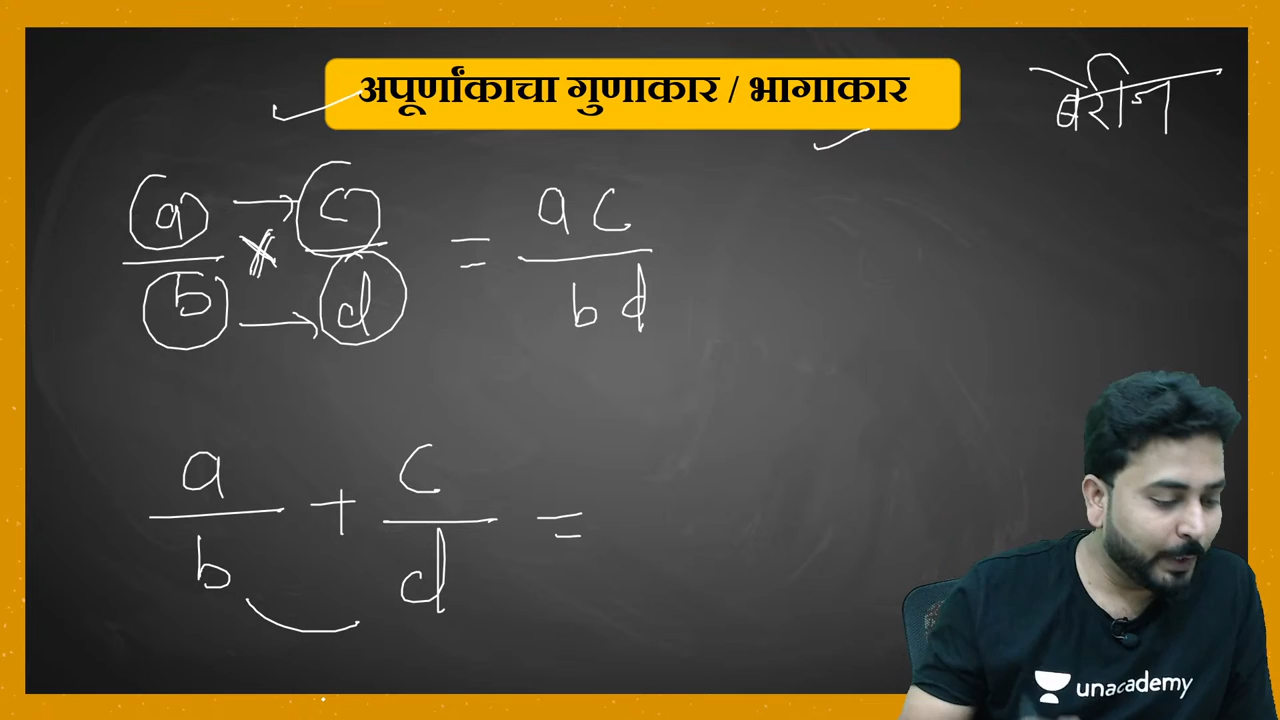 अपूर्णांकाचा गुणाकार / भागाकार
बेरीज
a/b × c/d = ac/bd
a/b + c/d =
unacademy